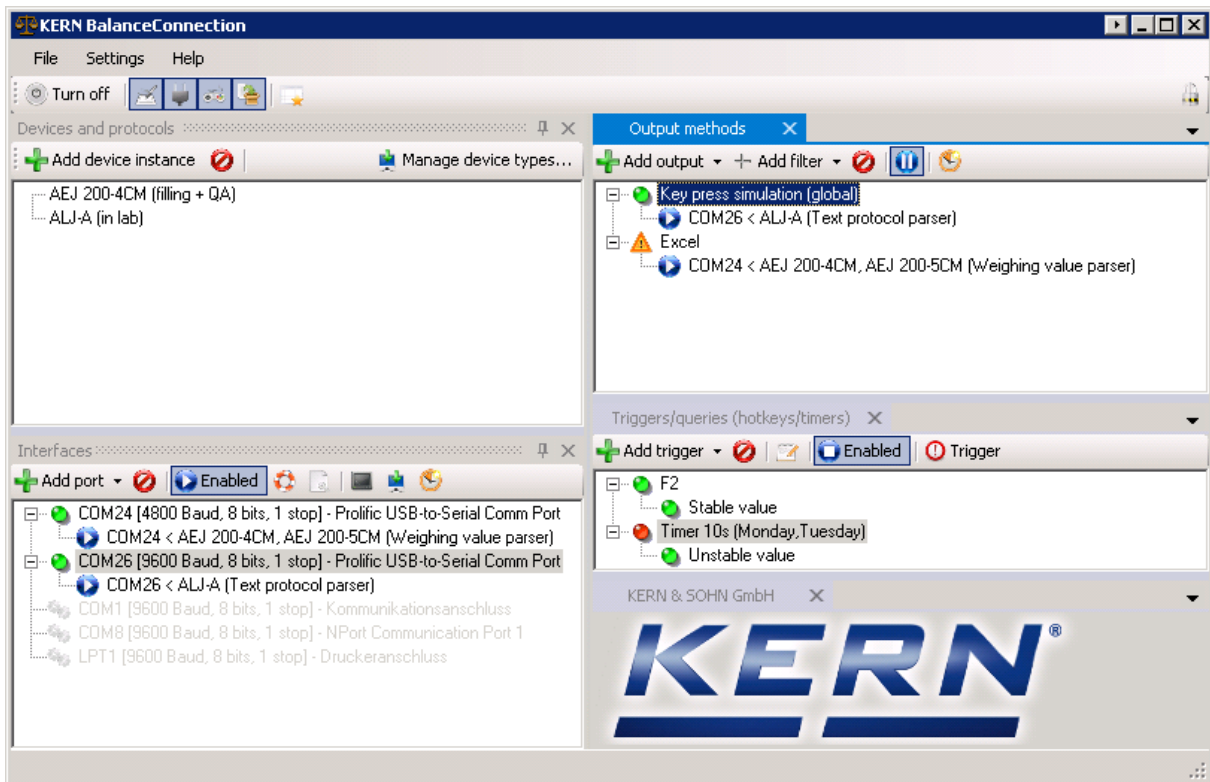 KERN BalanceConnection
File Settings Help
Turn off
Devices and protocols
Add device instance Manage device types...
AEJ 200-4CM (filling + QA)
ALJ-A (in lab)
Interfaces
Add port Enabled
COM24 [4800 Baud, 8 bits, 1 stop] - Prolific USB-to-Serial Comm Port
COM24 < AEJ 200-4CM, AEJ 200-5CM (Weighing value parser)
COM26 [9600 Baud, 8 bits, 1 stop] - Prolific USB-to-Serial Comm Port
COM26 < ALJ-A (Text protocol parser)
COM1 [9600 Baud, 8 bits, 1 stop] - Kommunikationsanschluss
COM8 [9600 Baud, 8 bits, 1 stop] - NPort Communication Port 1
LPT1 [9600 Baud, 8 bits, 1 stop] - Druckeranschluss
Output methods
Add output Add filter
Key press simulation (global)
COM26 < ALJ-A (Text protocol parser)
Excel
COM24 < AEJ 200-4CM, AEJ 200-5CM (Weighing value parser)
Triggers/queries (hotkeys/timers)
Add trigger Enabled Trigger
F2
Stable value
Timer 10s (Monday,Tuesday)
Unstable value
KERN & SOHN GmbH
KERN®